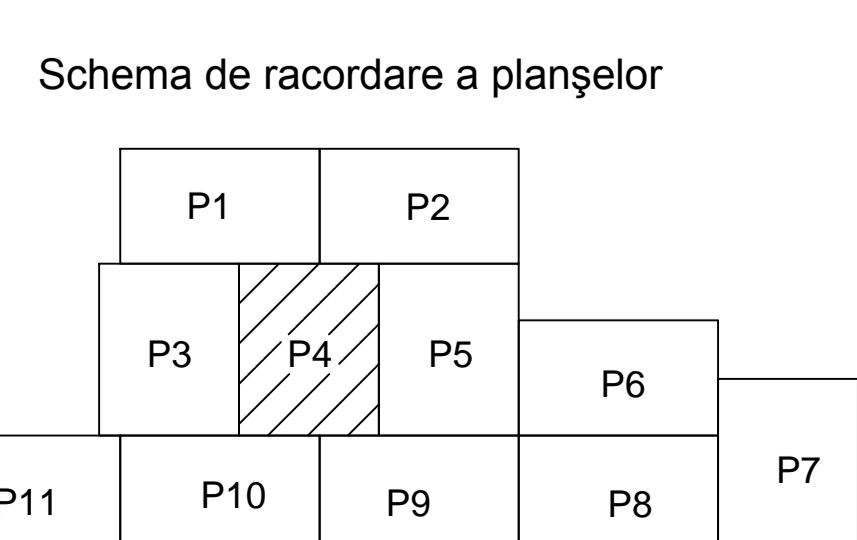 Schema de racordare a planşelor
P1 P2
P3 P4 P5
P6
P7
P11 P10 P9 P8